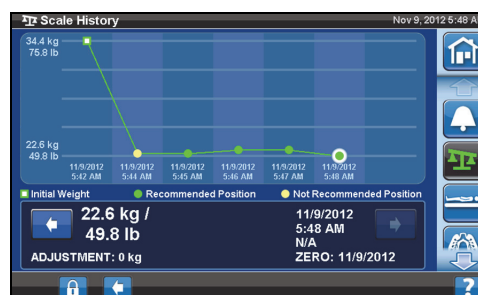 Scale History
Nov 9, 2012 5:48 A
34.4 kg
75.8 lb
22.6 kg
49.8 lb
11/9/2012 11/9/2012 11/9/2012 11/9/2012 11/9/2012 11/9/2012
5:42 AM 5:44 AM 5:45 AM 5:46 AM 5:47 AM 5:48 AM
Initial Weight Recommended Position Not Recommended Position
22.6 kg /
49.8 lb
ADJUSTMENT: 0 kg
11/9/2012
5:48 AM
N/A
ZERO: 11/9/2012
?